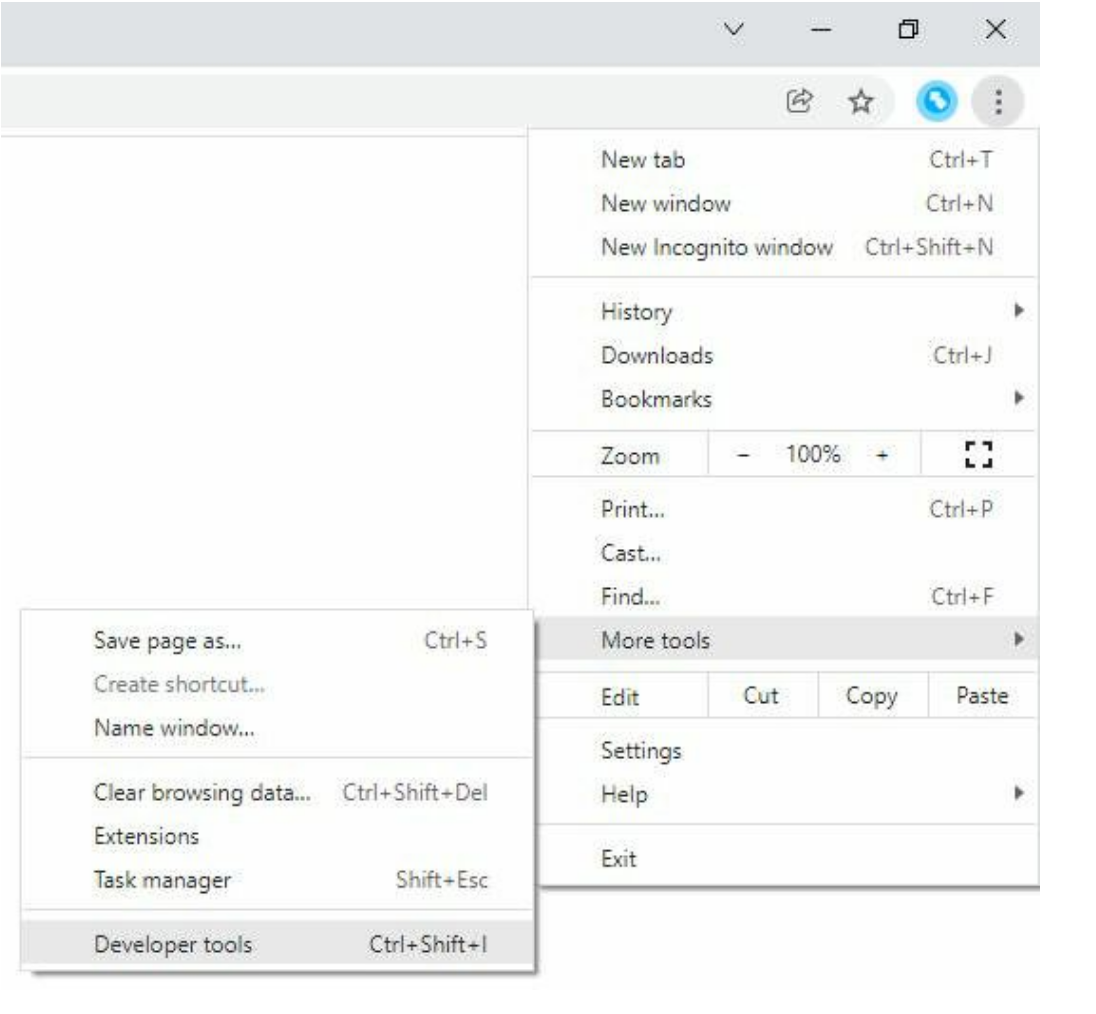 New tab Ctrl+T
New window Ctrl+N
New Incognito window Ctrl+Shift+N
History
Downloads Ctrl+J
Bookmarks
Zoom − 100% +
Print... Ctrl+P
Cast...
Find... Ctrl+F
More tools
Edit Cut Copy Paste
Settings
Help
Exit
Save page as... Ctrl+S
Create shortcut...
Name window...
Clear browsing data... Ctrl+Shift+Del
Extensions
Task manager Shift+Esc
Developer tools Ctrl+Shift+I